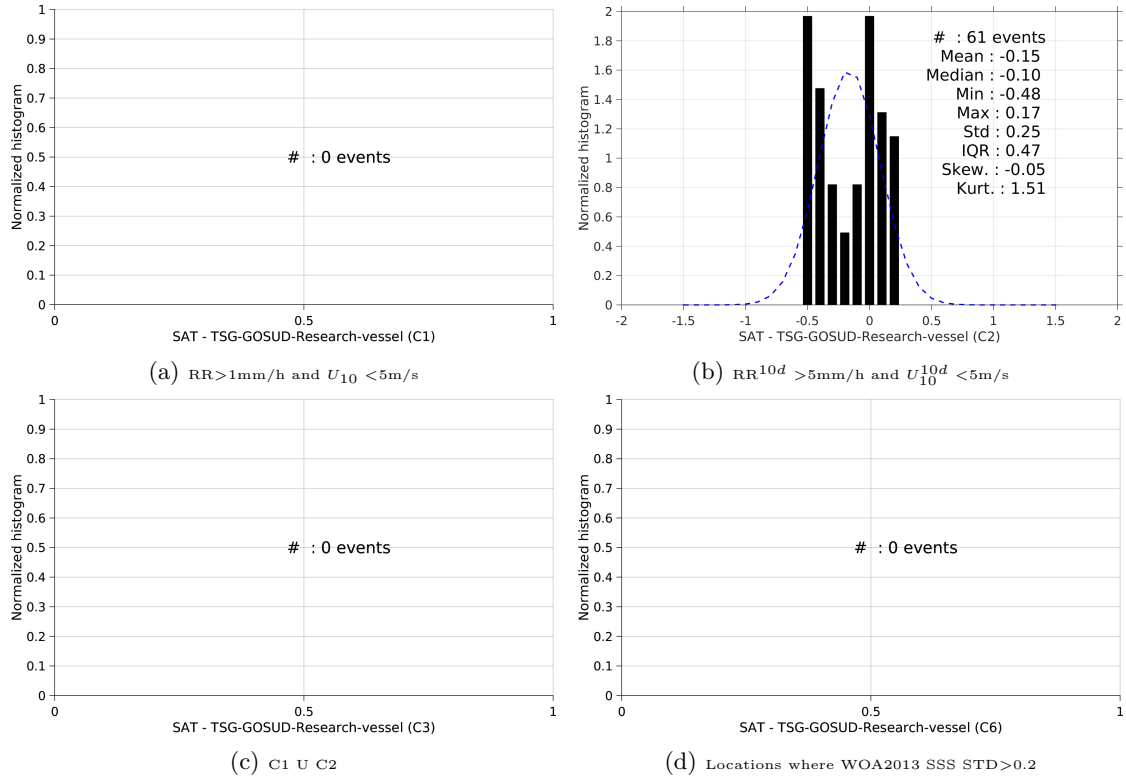 1
0.9
0.8
0.7
0.6
0.5
0.4
0.3
0.2
0.1
0
Normalized histogram
# : 0 events
0 0.5 1
SAT - TSG-GOSUD-Research-vessel (C1)
(a) RR>1mm/h and U10 <5m/s
2
1.8
1.6
1.4
1.2
1
0.8
0.6
0.4
0.2
0
Normalized histogram
# : 61 events
Mean : -0.15
Median : -0.10
Min : -0.48
Max : 0.17
Std : 0.25
IQR : 0.47
Skew. : -0.05
Kurt. : 1.51
-2 -1.5 -1 -0.5 0 0.5 1 1.5 2
SAT - TSG-GOSUD-Research-vessel (C2)
(b) RR10d >5mm/h and U10d10 <5m/s
1
0.9
0.8
0.7
0.6
0.5
0.4
0.3
0.2
0.1
0
Normalized histogram
# : 0 events
0 0.5 1
SAT - TSG-GOSUD-Research-vessel (C3)
(c) C1 U C2
1
0.9
0.8
0.7
0.6
0.5
0.4
0.3
0.2
0.1
0
Normalized histogram
# : 0 events
0 0.5 1
SAT - TSG-GOSUD-Research-vessel (C6)
(d) Locations where WOA2013 SSS STD>0.2